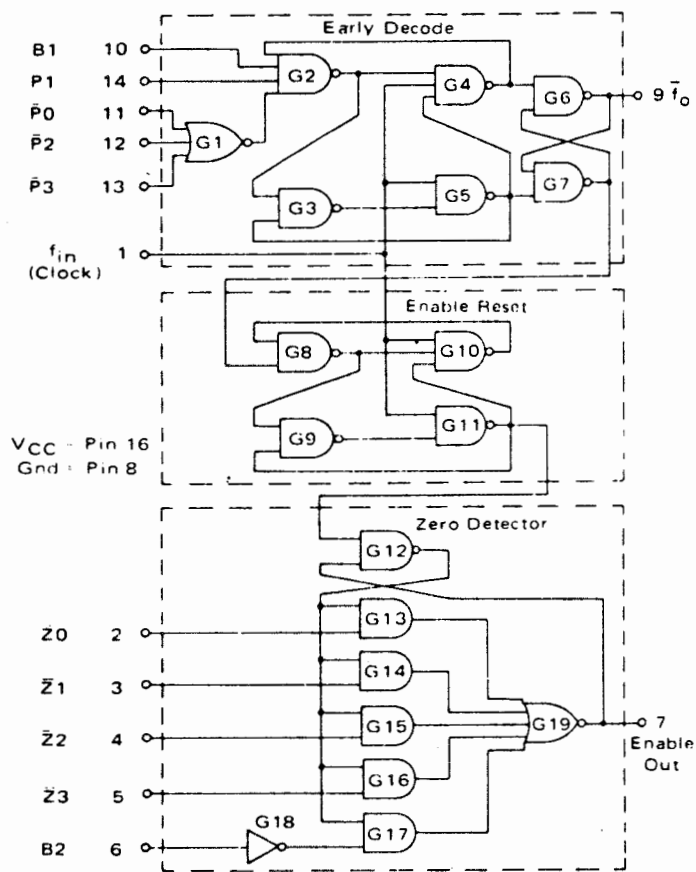 Early Decode
B1 10
P1 14
P̄0 11
P̄2 12
P̄3 13
G1
G2
G3
G4
G5
G6
G7
9 f̄o
fin 1
(Clock)
Enable Reset
G8
G9
G10
G11
VCC - Pin 16
Gnd = Pin 8
Zero Detector
G12
G13
G14
G15
G16
G17
G18
G19
Z̄0 2
Z̄1 3
Z̄2 4
Z̄3 5
B2 6
7
Enable
Out